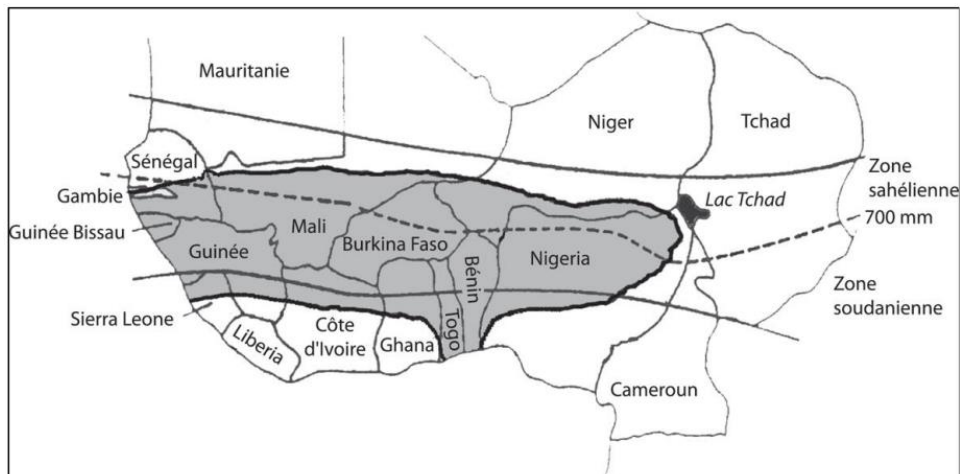 Mauritanie
Niger
Tchad
Sénégal
Zone
sahélienne
Gambie
Lac Tchad
700 mm
Guinée Bissau
Mali
Burkina Faso
Guinée
Bénin
Nigeria
Zone
soudanienne
Sierra Leone
Liberia
Côte
d'Ivoire
Ghana
Togo
Cameroun